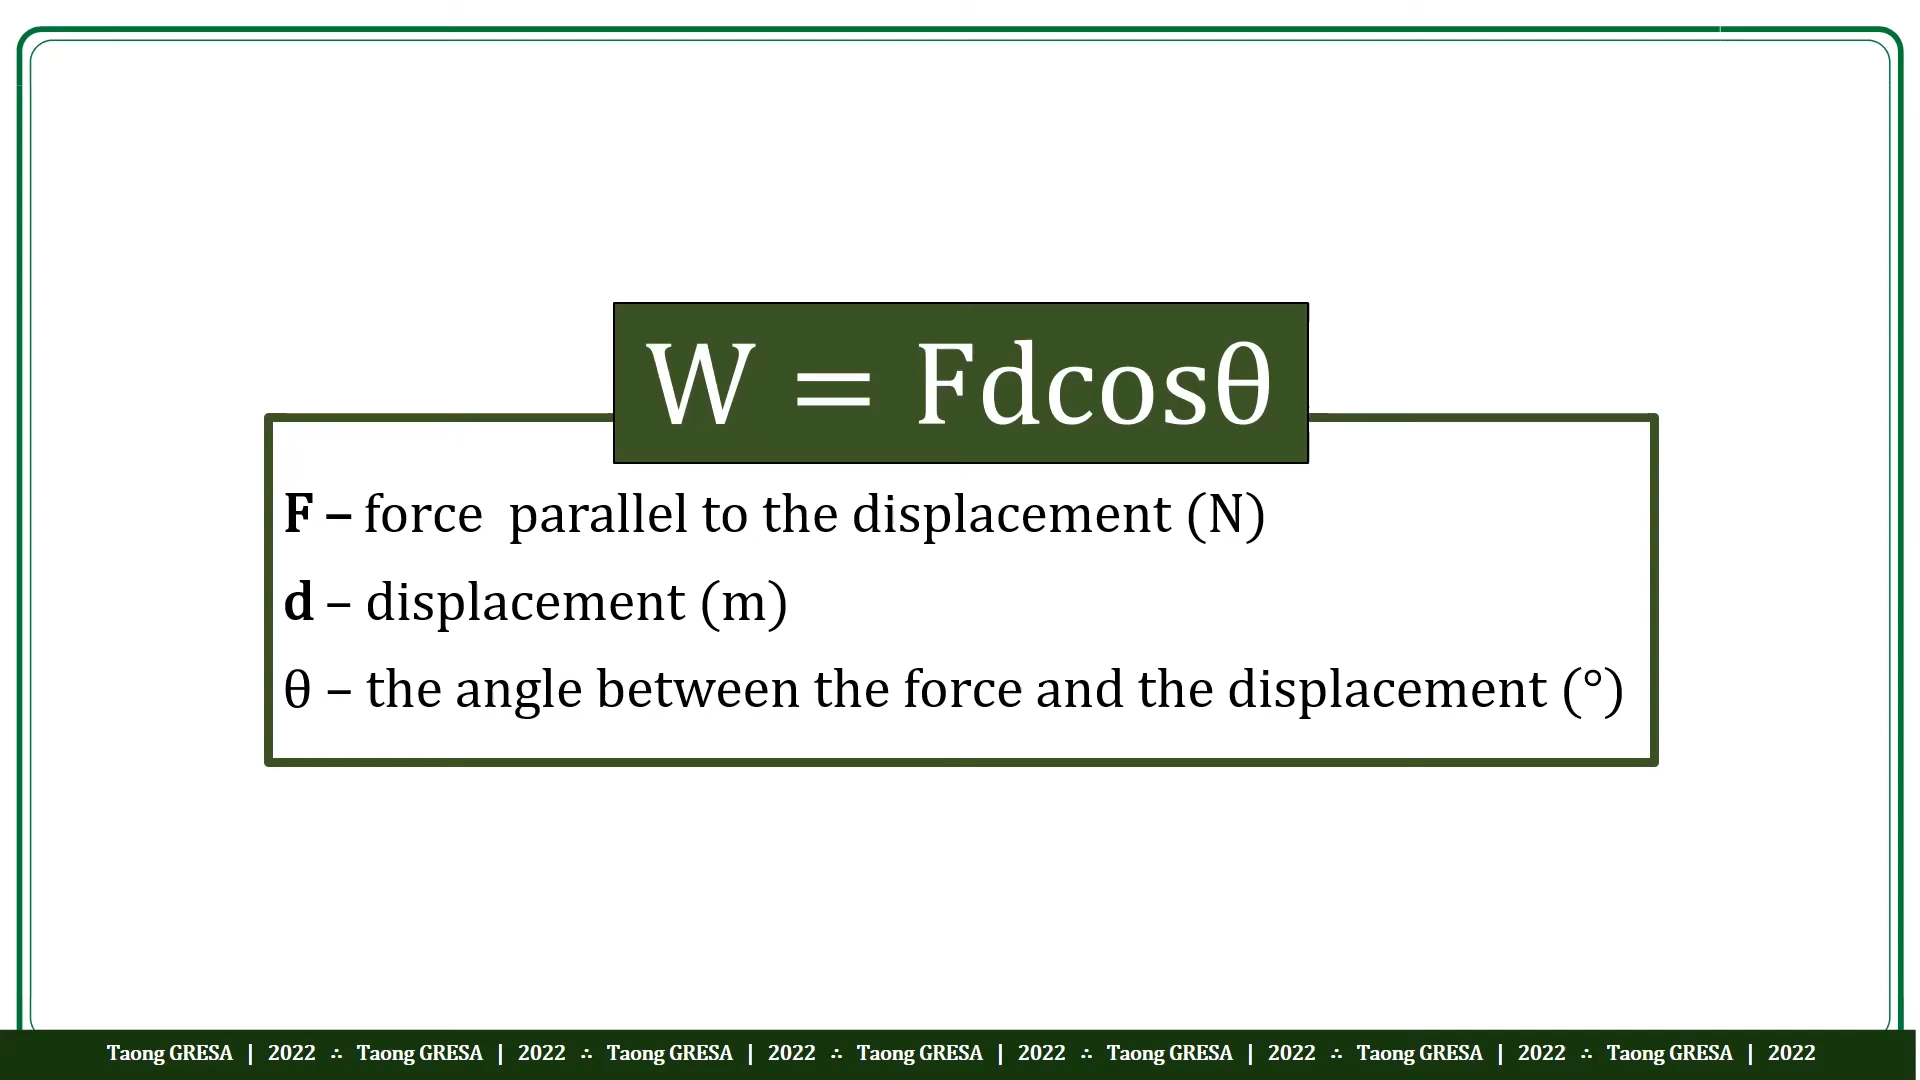 W = Fdcosθ
F – force  parallel to the displacement (N)
d – displacement (m)
θ – the angle between the force and the displacement (°)
Taong GRESA | 2022 ∴ Taong GRESA | 2022 ∴ Taong GRESA | 2022 ∴ Taong GRESA | 2022 ∴ Taong GRESA | 2022 ∴ Taong GRESA | 2022 ∴ Taong GRESA | 2022